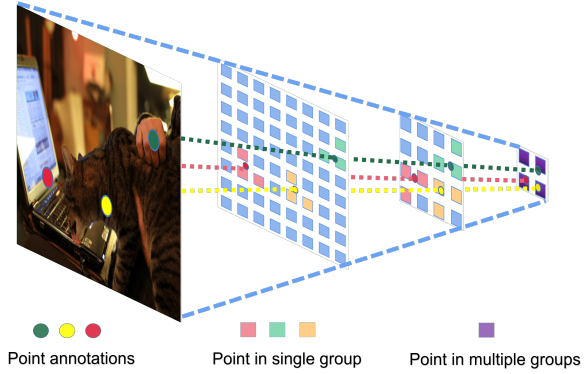 Point annotations
Point in single group
Point in multiple groups